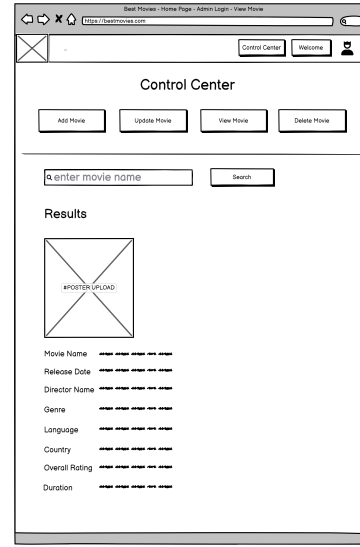 Best Movies - Home Page - Admin Login - View Movie
https://bestmovies.com
Control Center
Welcome
Control Center
Add Movie
Update Movie
View Movie
Delete Movie
enter movie name
Search
Results
#POSTER UPLOAD
Movie Name
Release Date
Director Name
Genre
Language
Country
Overall Rating
Duration